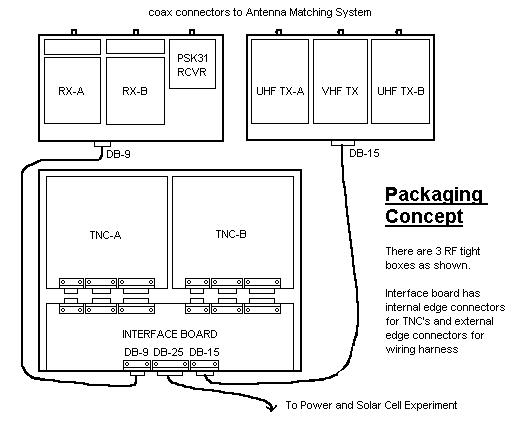 coax connectors to Antenna Matching System
PSK31
RCVR
RX-A
RX-B
UHF TX-A
VHF TX
UHF TX-B
DB-9
DB-15
Packaging
Concept
TNC-A
TNC-B
There are 3 RF tight
boxes as shown.
Interface board has
internal edge connectors
for TNC's and external
edge connectors for
wiring harness
INTERFACE BOARD
DB-9 DB-25 DB-15
To Power and Solar Cell Experiment